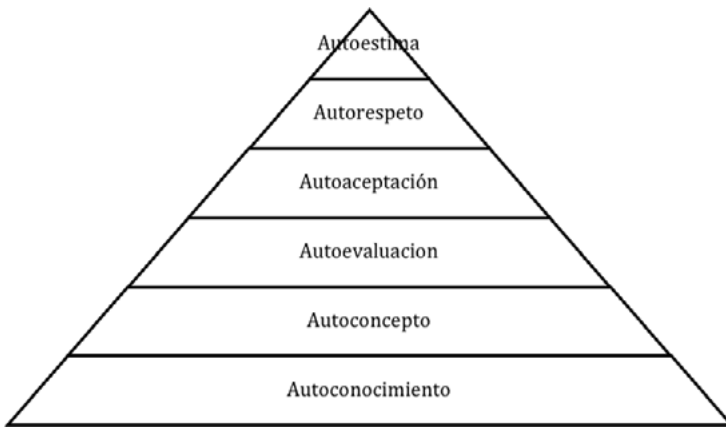 Autoestima
Autorespeto
Autoaceptación
Autoevaluacion
Autoconcepto
Autoconocimiento